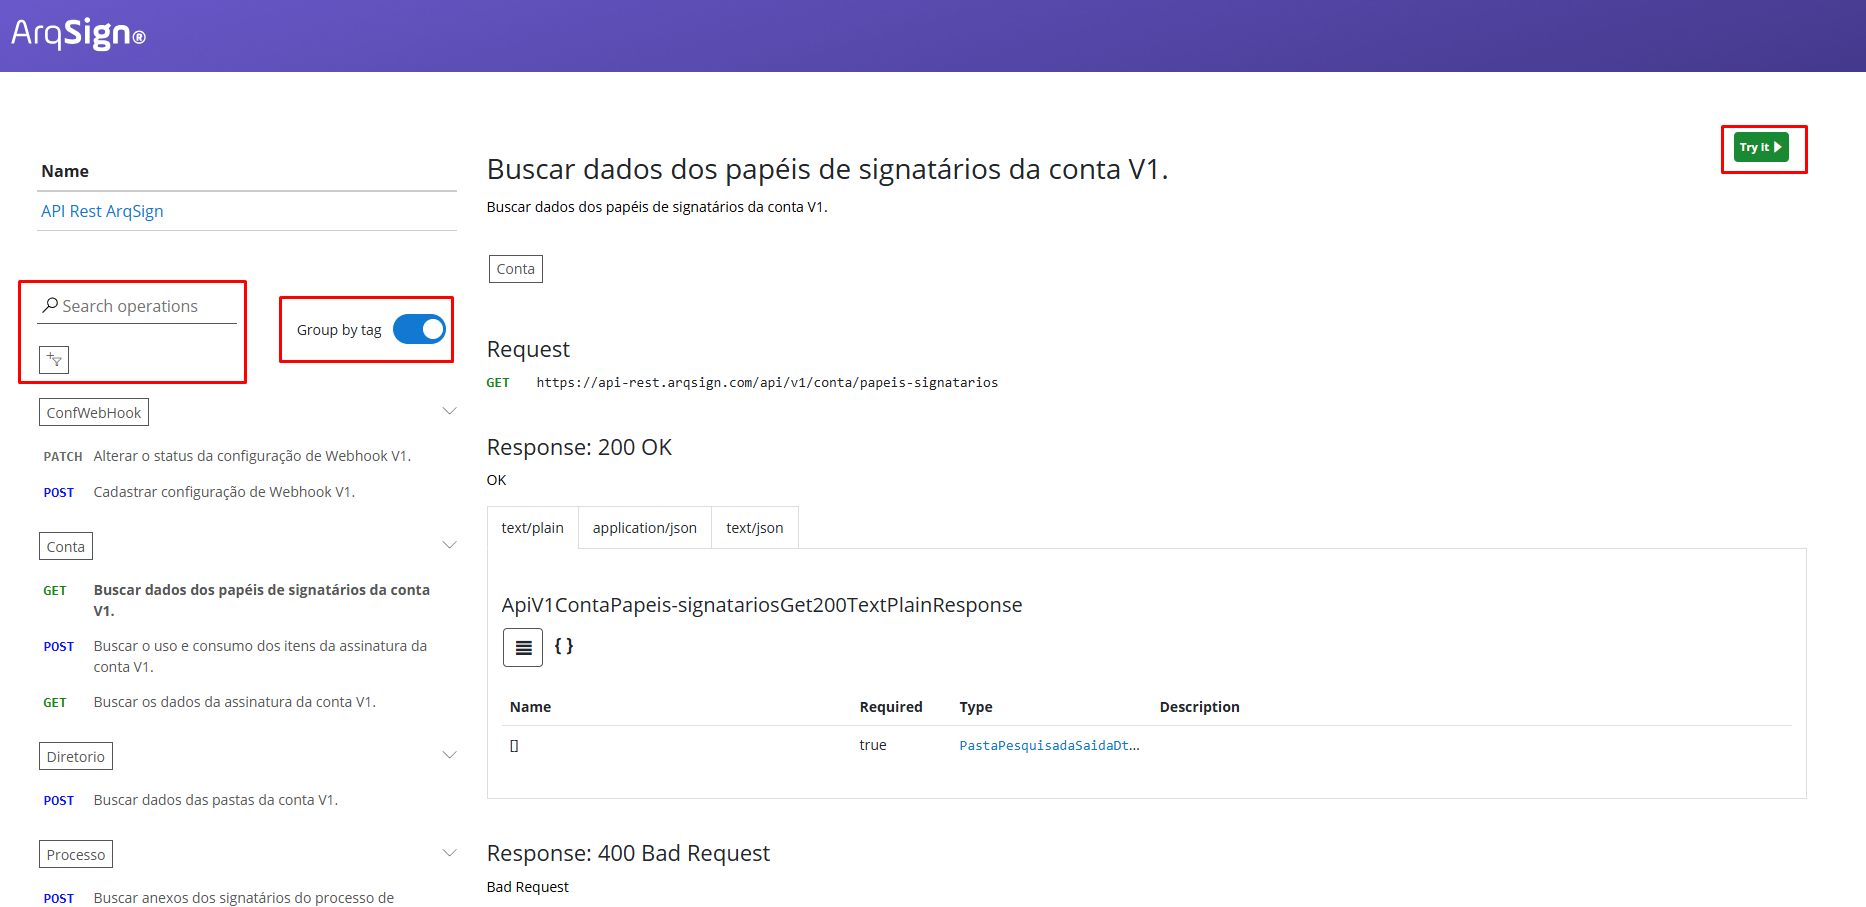 ArqSign®
Name
API Rest ArqSign
Search operations
Group by tag
ConfWebHook
PATCH Alterar o status da configuração de Webhook V1.
POST Cadastrar configuração de Webhook V1.
Conta
GET Buscar dados dos papéis de signatários da conta
V1.
POST Buscar o uso e consumo dos itens da assinatura da
conta V1.
GET Buscar os dados da assinatura da conta V1.
Diretorio
POST Buscar dados das pastas da conta V1.
Processo
POST Buscar anexos dos signatários do processo de
Try it
Buscar dados dos papéis de signatários da conta V1.
Buscar dados dos papéis de signatários da conta V1.
Conta
Request
GET https://api-rest.arqsign.com/api/v1/conta/papeis-signatarios
Response: 200 OK
OK
text/plain application/json text/json
ApiV1ContaPapeis-signatariosGet200TextPlainResponse
{ }
Name Required Type Description
[] true PastaPesquisadaSaidaDt...
Response: 400 Bad Request
Bad Request